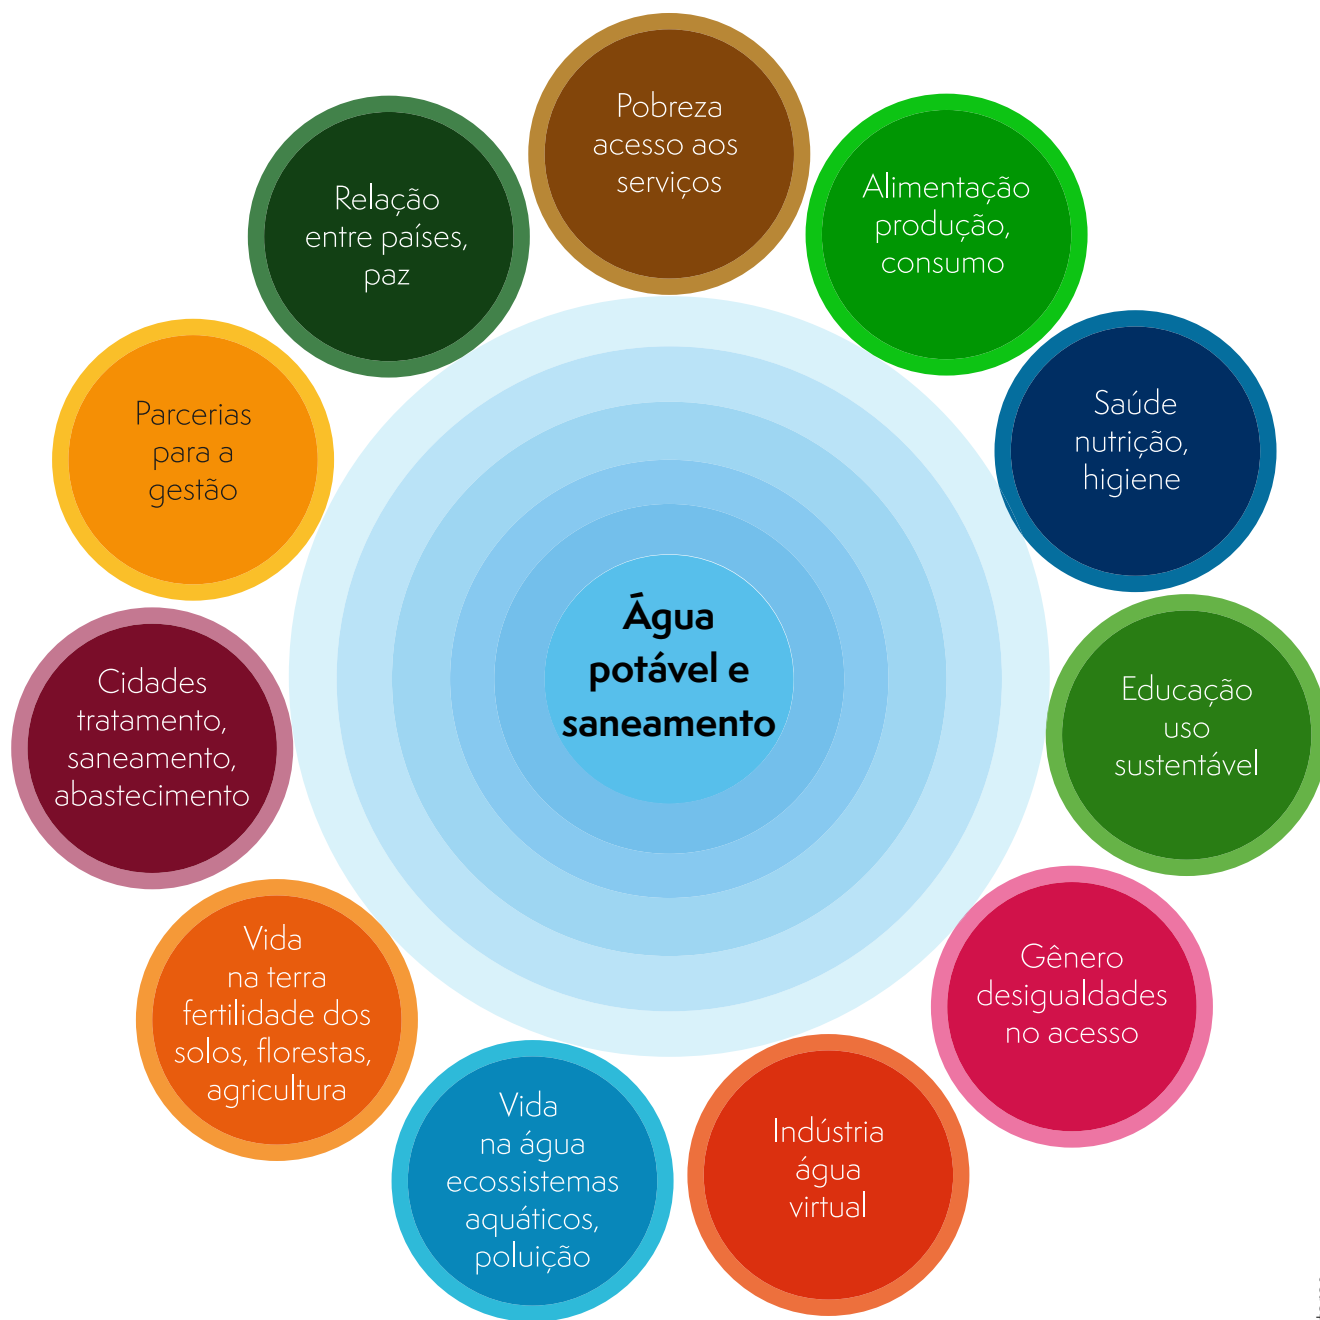 Pobreza
acesso aos
serviços
Alimentação
produção,
consumo
Saúde
nutrição,
higiene
Educação
uso
sustentável
Gênero
desigualdades
no acesso
Indústria
água
virtual
Vida
na água
ecossistemas
aquáticos,
poluição
Vida
na terra
fertilidade dos
solos, florestas,
agricultura
Cidades
tratamento,
saneamento,
abastecimento
Parcerias
para a
gestão
Relação
entre países,
paz
Água
potável e
saneamento